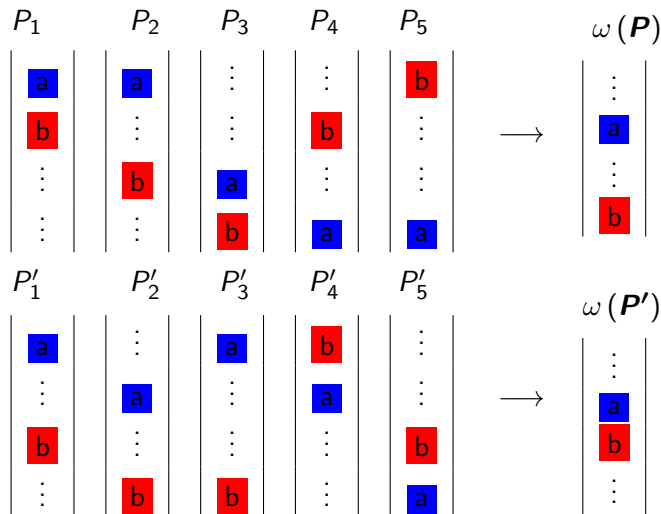 P₁ P₂ P₃ P₄ P₅ ω(P)
a a ⋮ ⋮ b ⋮
b ⋮ ⋮ b ⋮ → a
⋮ b a ⋮ ⋮ ⋮
⋮ ⋮ b a a b
P′₁ P′₂ P′₃ P′₄ P′₅ ω(P′)
a ⋮ a b ⋮ ⋮
⋮ a ⋮ a ⋮ → a
b ⋮ ⋮ ⋮ b b
⋮ b b ⋮ a ⋮